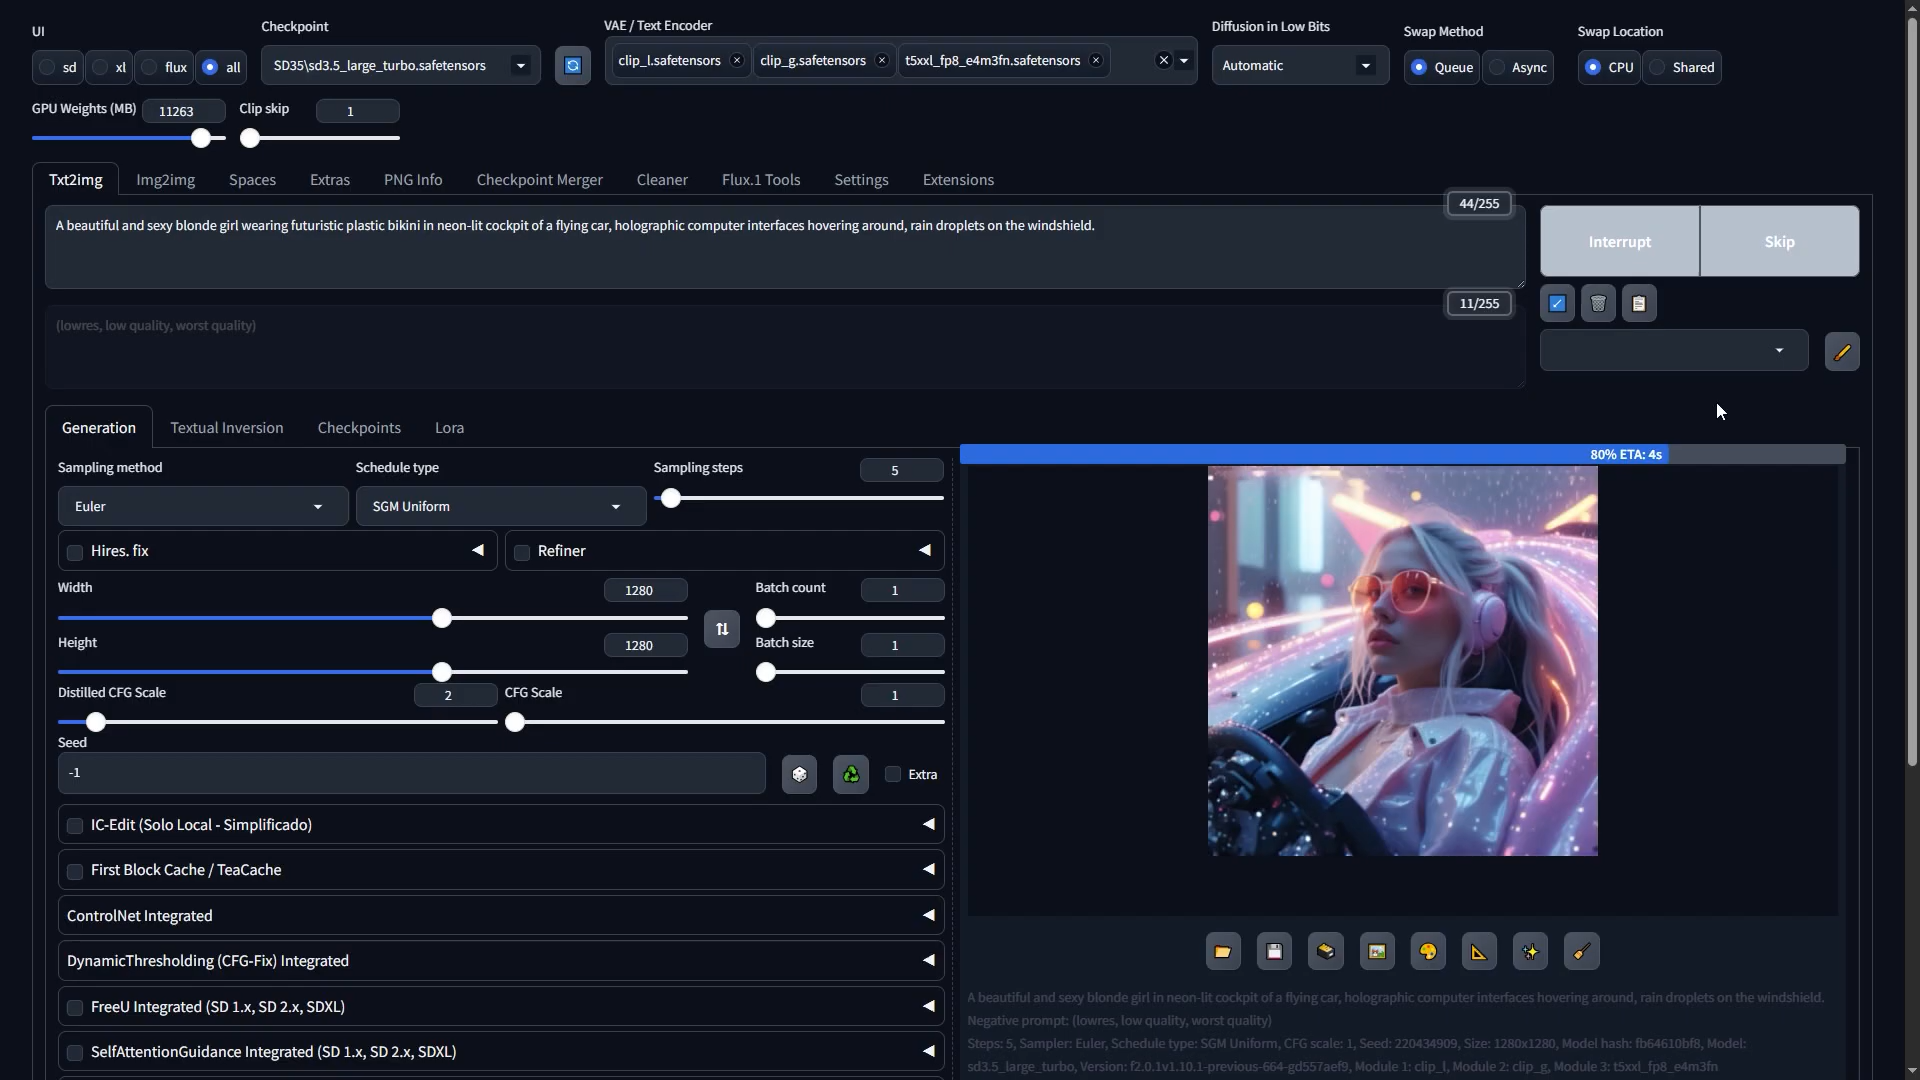 UI
Checkpoint
VAE / Text Encoder
Diffusion in Low Bits
Swap Method
Swap Location
sd
xl
flux
all
SD35\sd3.5_large_turbo.safetensors
clip_l.safetensors
clip_g.safetensors
t5xxl_fp8_e4m3fn.safetensors
Automatic
Queue
Async
CPU
Shared
GPU Weights (MB)
11263
Clip skip
1
Txt2img
Img2img
Spaces
Extras
PNG Info
Checkpoint Merger
Cleaner
Flux.1 Tools
Settings
Extensions
44/255
A beautiful and sexy blonde girl wearing futuristic plastic bikini in neon-lit cockpit of a flying car, holographic computer interfaces hovering around, rain droplets on the windshield.
Interrupt
Skip
11/255
(lowres, low quality, worst quality)
Generation
Textual Inversion
Checkpoints
Lora
80% ETA: 4s
Sampling method
Schedule type
Sampling steps
5
Euler
SGM Uniform
Hires. fix
Refiner
Width
1280
Batch count
1
Height
1280
Batch size
1
Distilled CFG Scale
2
CFG Scale
1
Seed
-1
Extra
IC-Edit (Solo Local - Simplificado)
First Block Cache / TeaCache
ControlNet Integrated
DynamicThresholding (CFG-Fix) Integrated
FreeU Integrated (SD 1.x, SD 2.x, SDXL)
SelfAttentionGuidance Integrated (SD 1.x, SD 2.x, SDXL)
A beautiful and sexy blonde girl in neon-lit cockpit of a flying car, holographic computer interfaces hovering around, rain droplets on the windshield.
Negative prompt: (lowres, low quality, worst quality)
Steps: 5, Sampler: Euler, Schedule type: SGM Uniform, CFG scale: 1, Seed: 220434909, Size: 1280x1280, Model hash: fb64610bf8, Model:
sd3.5_large_turbo, Version: f2.0.1v1.10.1-previous-664-gd557aef9, Module 1: clip_l, Module 2: clip_g, Module 3: t5xxl_fp8_e4m3fn